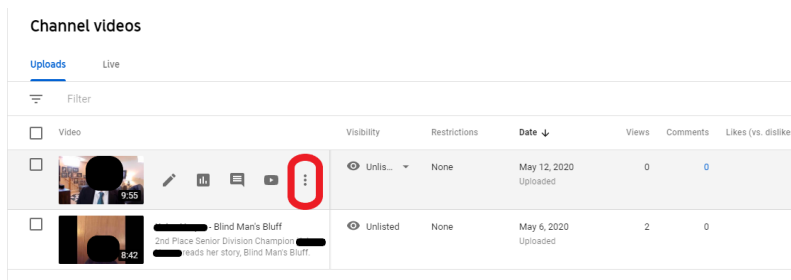 Channel videos
Uploads Live
Filter
Video Visibility Restrictions Date ↓ Views Comments Likes (vs. dislike
9:55 Unlis... None May 12, 2020 0 0
Uploaded
8:42 - Blind Man's Bluff Unlisted None May 6, 2020 2 0
2nd Place Senior Division Champion Uploaded
reads her story, Blind Man's Bluff.